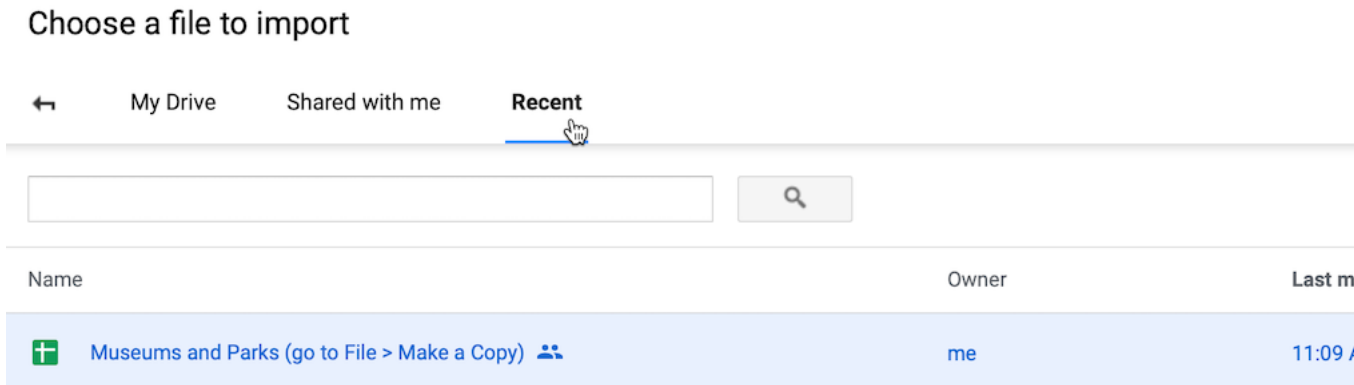 Choose a file to import
My Drive Shared with me Recent
Name Owner Last m
Museums and Parks (go to File > Make a Copy) me 11:09 A